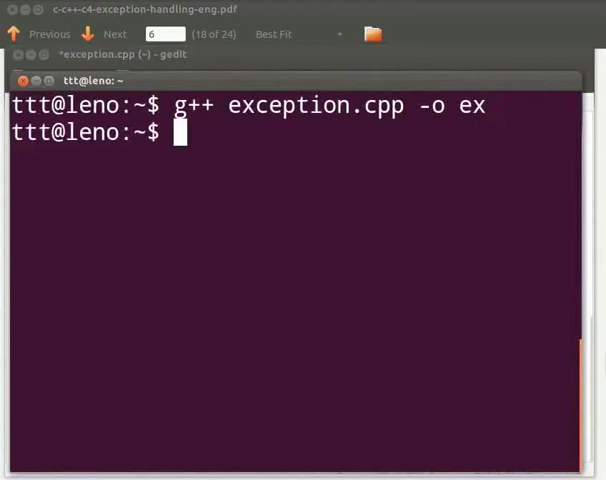 c-c++-c4-exception-handling-eng.pdf
Previous Next 6 (18 of 24) Best Fit
*exception.cpp (~) - gedit
ttt@leno: ~
ttt@leno:~$ g++ exception.cpp -o ex
ttt@leno:~$